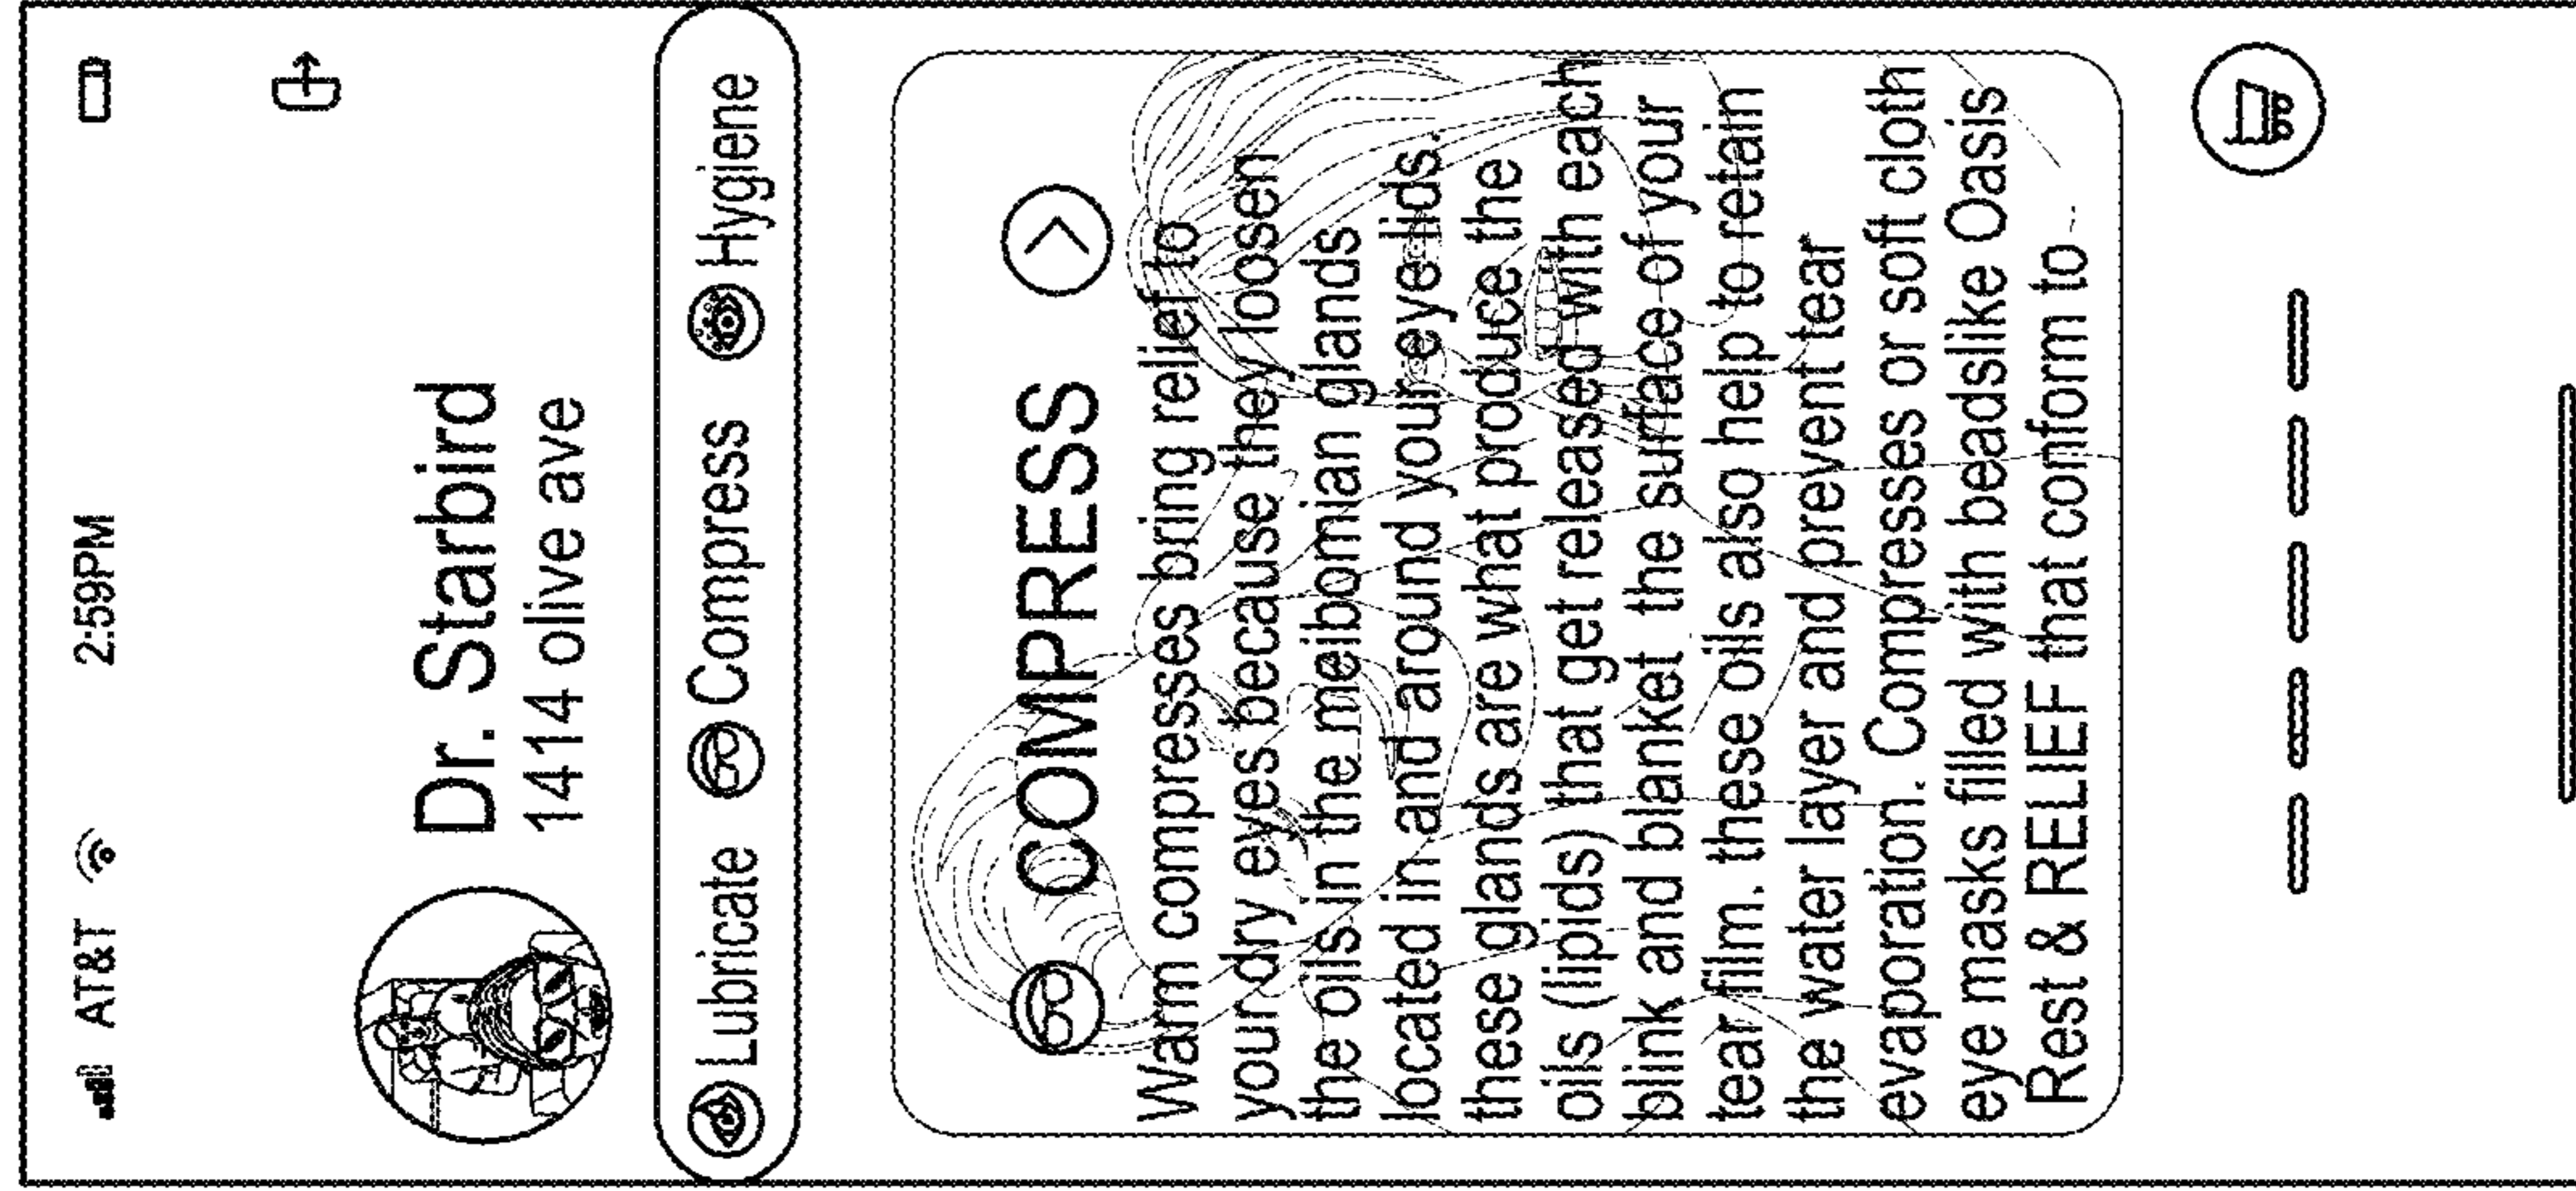 AT&T 2:59PM
Dr. Starbird
1414 olive ave
Lubricate Compress Hygiene
COMPRESS
Warm compresses bring relief to
your dry eyes because they loosen
the oils in the meibomian glands
located in and around your eye lids.
these glands are what produce the
oils (lipids) that get released with each
blink and blanket the surface of your
tear film. these oils also help to retain
the water layer and prevent tear
evaporation. Compresses or soft cloth
eye masks filled with beadslike Oasis
Rest & RELIEF that conform to